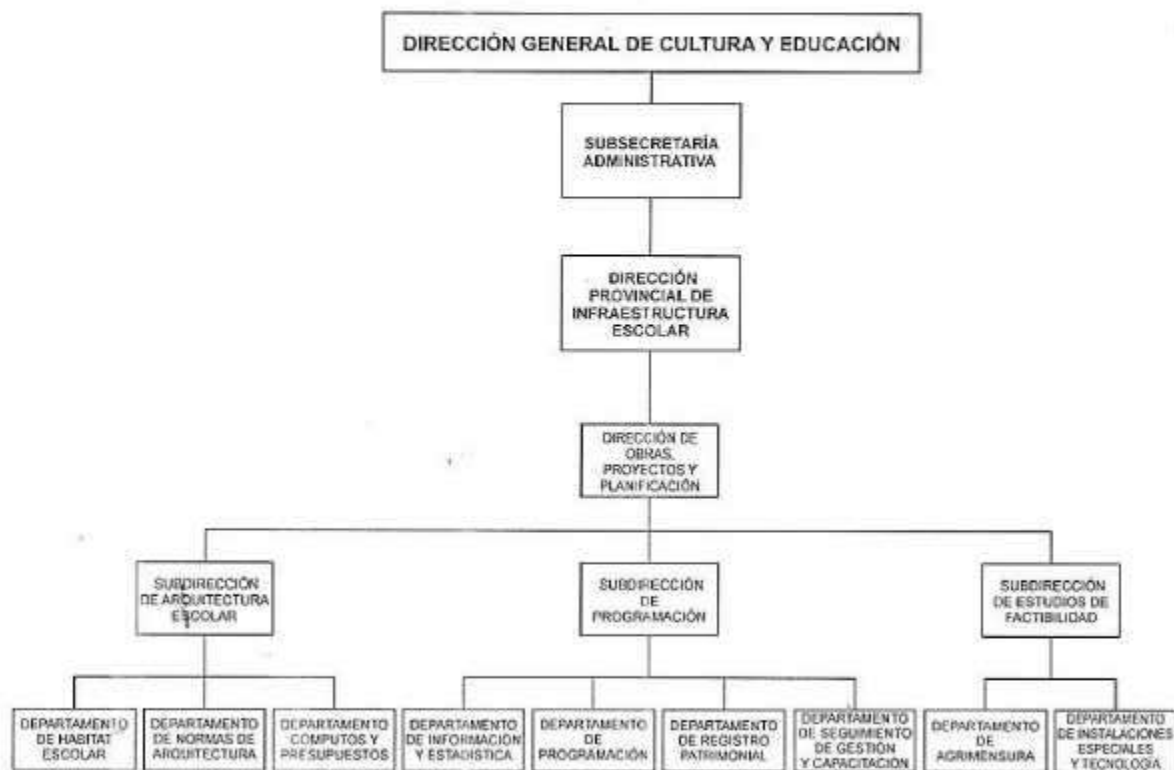 DIRECCIÓN GENERAL DE CULTURA Y EDUCACIÓN
SUBSECRETARÍA
ADMINISTRATIVA
DIRECCIÓN
PROVINCIAL DE
INFRAESTRUCTURA
ESCOLAR
DIRECCIÓN DE
OBRAS,
PROYECTOS Y
PLANIFICACIÓN
SUBDIRECCIÓN
DE ARQUITECTURA
ESCOLAR
SUBDIRECCIÓN
DE
PROGRAMACIÓN
SUBDIRECCIÓN
DE ESTUDIOS DE
FACTIBILIDAD
DEPARTAMENTO
DE HABITAT
ESCOLAR
DEPARTAMENTO
DE NORMAS DE
ARQUITECTURA
DEPARTAMENTO
COMPUTOS Y
PRESUPUESTOS
DEPARTAMENTO
DE INFORMACIÓN
Y ESTADISTICA
DEPARTAMENTO
DE
PROGRAMACIÓN
DEPARTAMENTO
DE REGISTRO
PATRIMONIAL
DEPARTAMENTO
DE SEGUIMIENTO
DE GESTIÓN
Y CAPACITACIÓN
DEPARTAMENTO
DE
AGRIMENSURA
DEPARTAMENTO
DE INSTALACIONES
ESPECIALES
Y TECNOLOGÍA